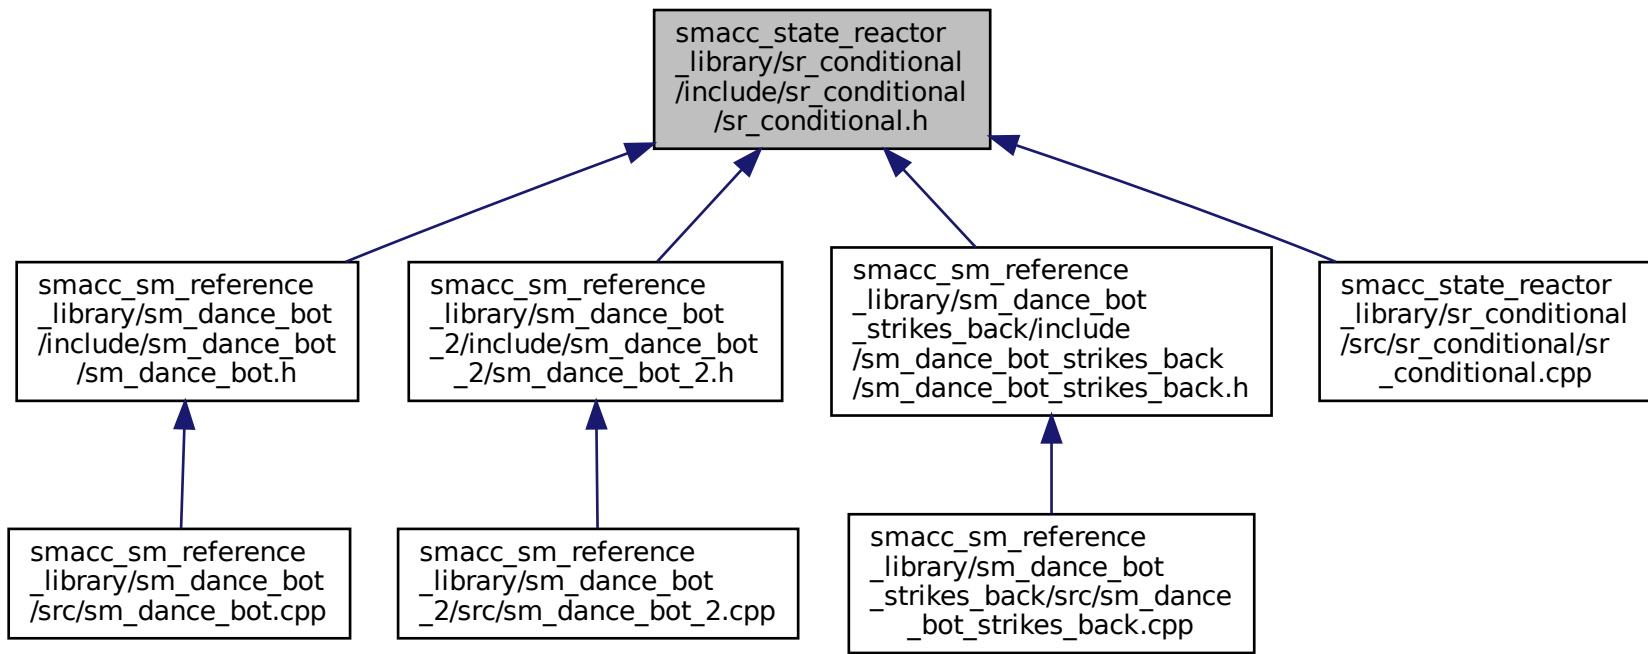 smacc_state_reactor
_library/sr_conditional
/include/sr_conditional
/sr_conditional.h
smacc_sm_reference
_library/sm_dance_bot
/include/sm_dance_bot
/sm_dance_bot.h
smacc_sm_reference
_library/sm_dance_bot
_2/include/sm_dance_bot
_2/sm_dance_bot_2.h
smacc_sm_reference
_library/sm_dance_bot
_strikes_back/include
/sm_dance_bot_strikes_back
/sm_dance_bot_strikes_back.h
smacc_state_reactor
_library/sr_conditional
/src/sr_conditional/sr
_conditional.cpp
smacc_sm_reference
_library/sm_dance_bot
/src/sm_dance_bot.cpp
smacc_sm_reference
_library/sm_dance_bot
_2/src/sm_dance_bot_2.cpp
smacc_sm_reference
_library/sm_dance_bot
_strikes_back/src/sm_dance
_bot_strikes_back.cpp